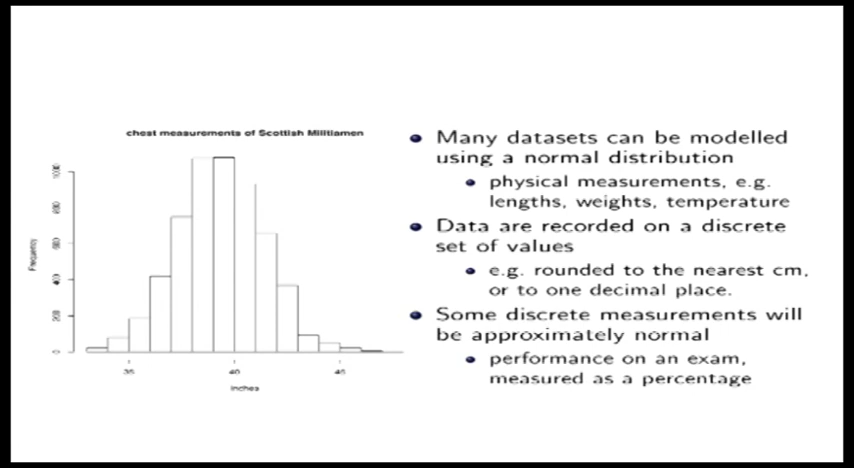 chest measurements of Scottish Militiamen
Frequency
1000
800
600
400
200
0
35
40
45
inches
Many datasets can be modelled
using a normal distribution
physical measurements, e.g.
lengths, weights, temperature
Data are recorded on a discrete
set of values
e.g. rounded to the nearest cm,
or to one decimal place.
Some discrete measurements will
be approximately normal
performance on an exam,
measured as a percentage